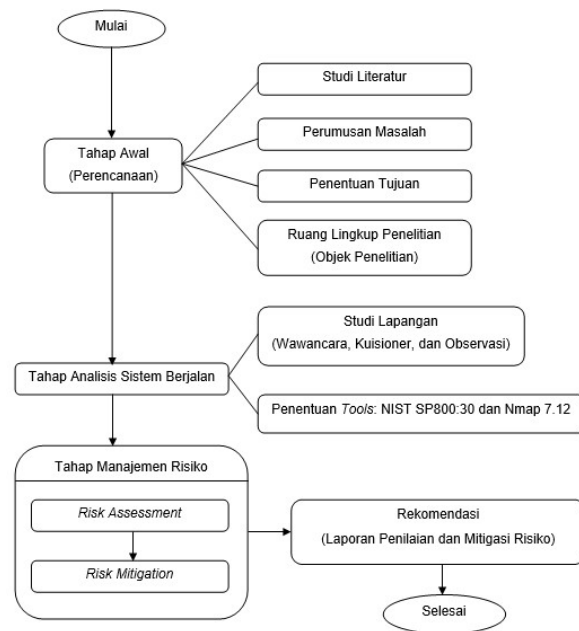 Mulai
Studi Literatur
Perumusan Masalah
Tahap Awal
(Perencanaan)
Penentuan Tujuan
Ruang Lingkup Penelitian
(Objek Penelitian)
Studi Lapangan
(Wawancara, Kuisioner, dan Observasi)
Tahap Analisis Sistem Berjalan
Penentuan Tools: NIST SP800:30 dan Nmap 7.12
Tahap Manajemen Risiko
Risk Assessment
Risk Mitigation
Rekomendasi
(Laporan Penilaian dan Mitigasi Risiko)
Selesai